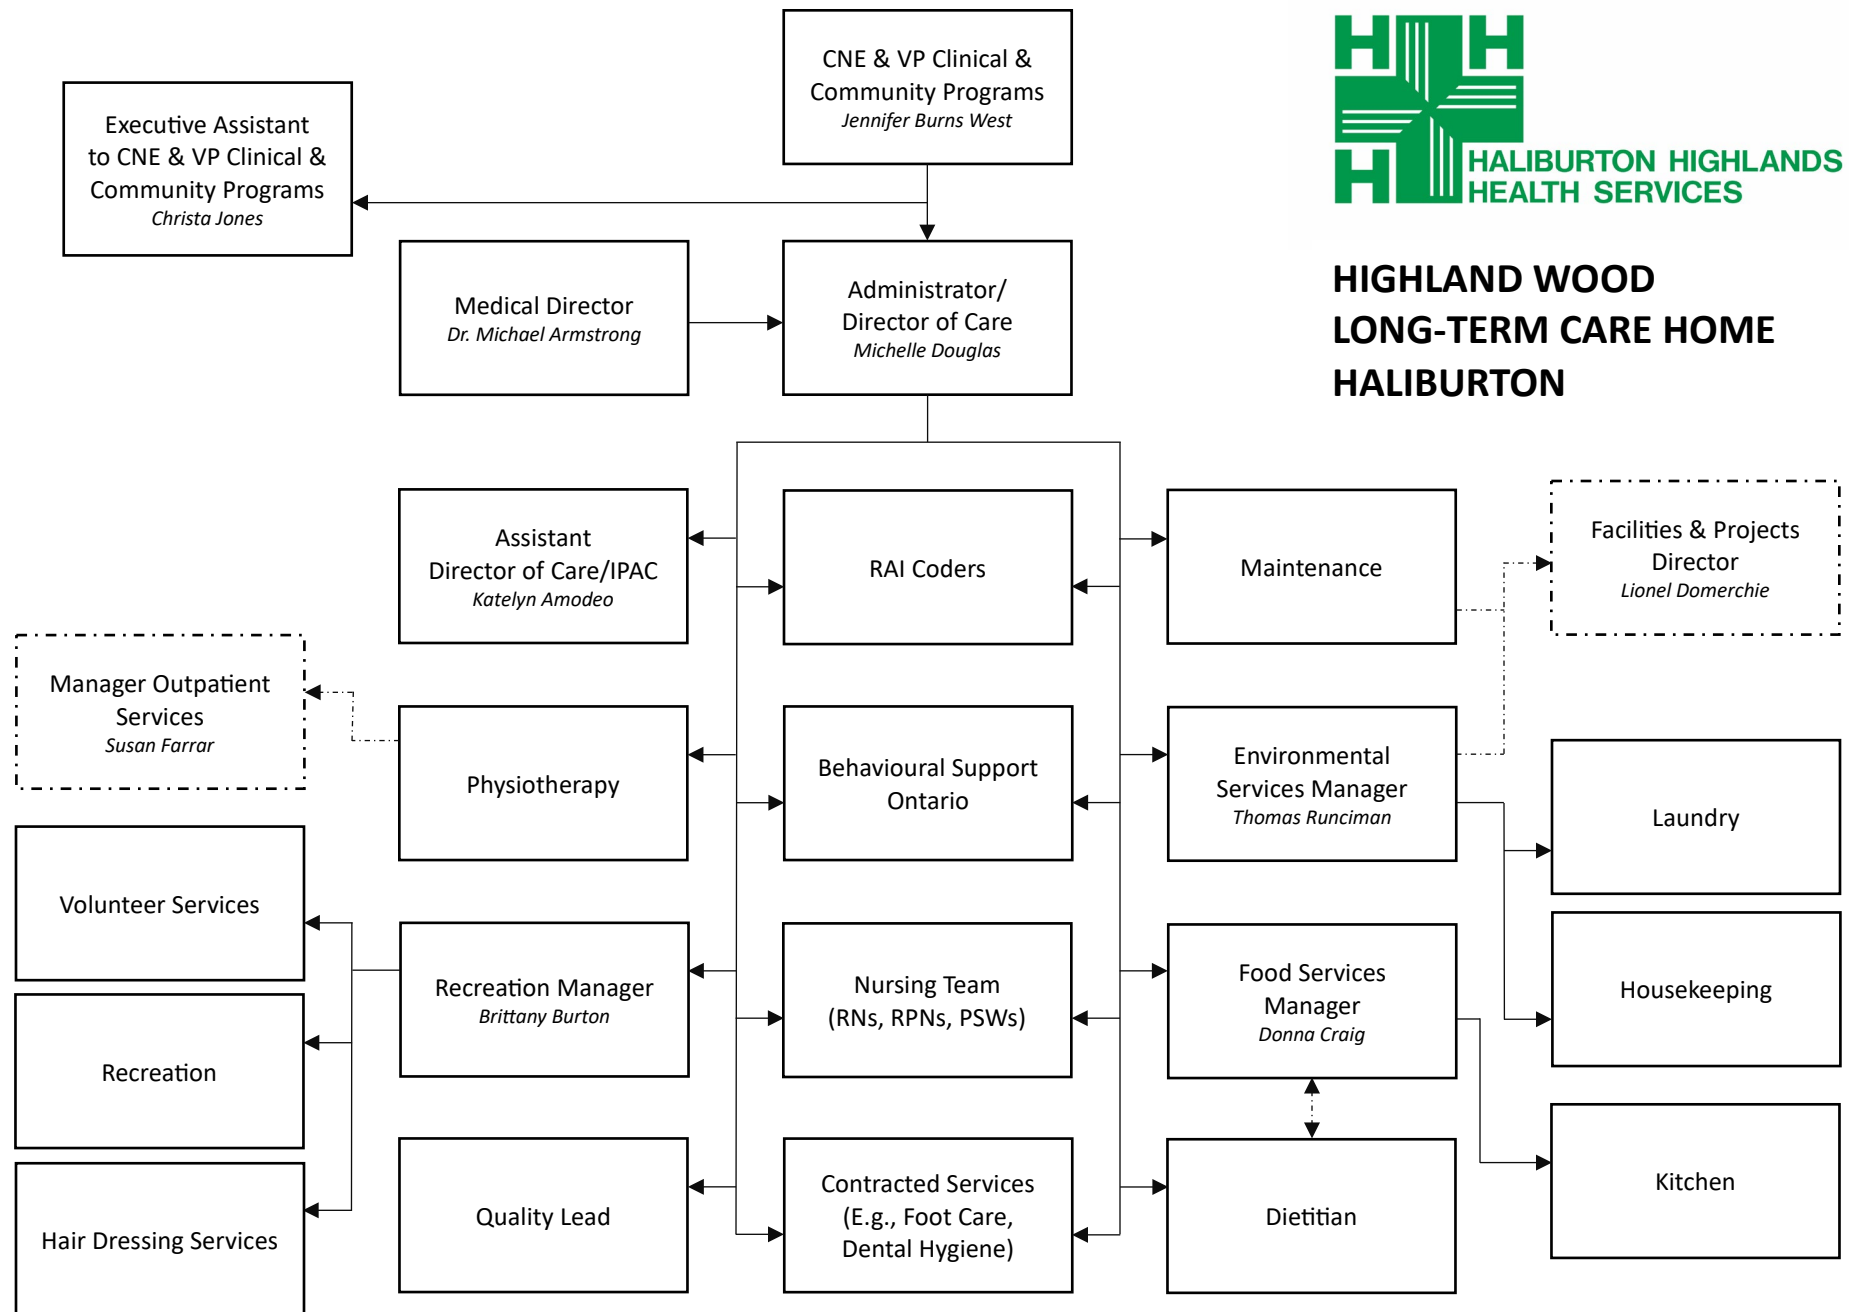 CNE & VP Clinical &
Community Programs
Jennifer Burns West
Executive Assistant
to CNE & VP Clinical &
Community Programs
Christa Jones
HALIBURTON HIGHLANDS
HEALTH SERVICES
HIGHLAND WOOD
LONG-TERM CARE HOME
HALIBURTON
Medical Director
Dr. Michael Armstrong
Administrator/
Director of Care
Michelle Douglas
Assistant
Director of Care/IPAC
Katelyn Amodeo
RAI Coders
Maintenance
Facilities & Projects
Director
Lionel Domerchie
Manager Outpatient
Services
Susan Farrar
Physiotherapy
Behavioural Support
Ontario
Environmental
Services Manager
Thomas Runciman
Laundry
Volunteer Services
Recreation Manager
Brittany Burton
Nursing Team
(RNs, RPNs, PSWs)
Food Services
Manager
Donna Craig
Housekeeping
Recreation
Hair Dressing Services
Quality Lead
Contracted Services
(E.g., Foot Care,
Dental Hygiene)
Dietitian
Kitchen